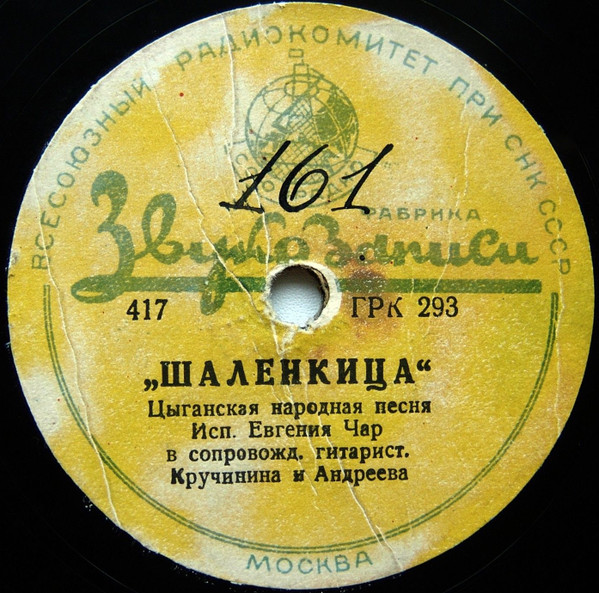 ВСЕСОЮЗНЫЙ РАДИОКОМИТЕТ ПРИ СНК СССР
161
ФАБРИКА
Звукозаписи
417 ГРК 293
„ШАЛЕНКИЦА“
Цыганская народная песня
Исп. Евгения Чар
в сопровожд. гитарист.
Кручинина и Андреева
МОСКВА